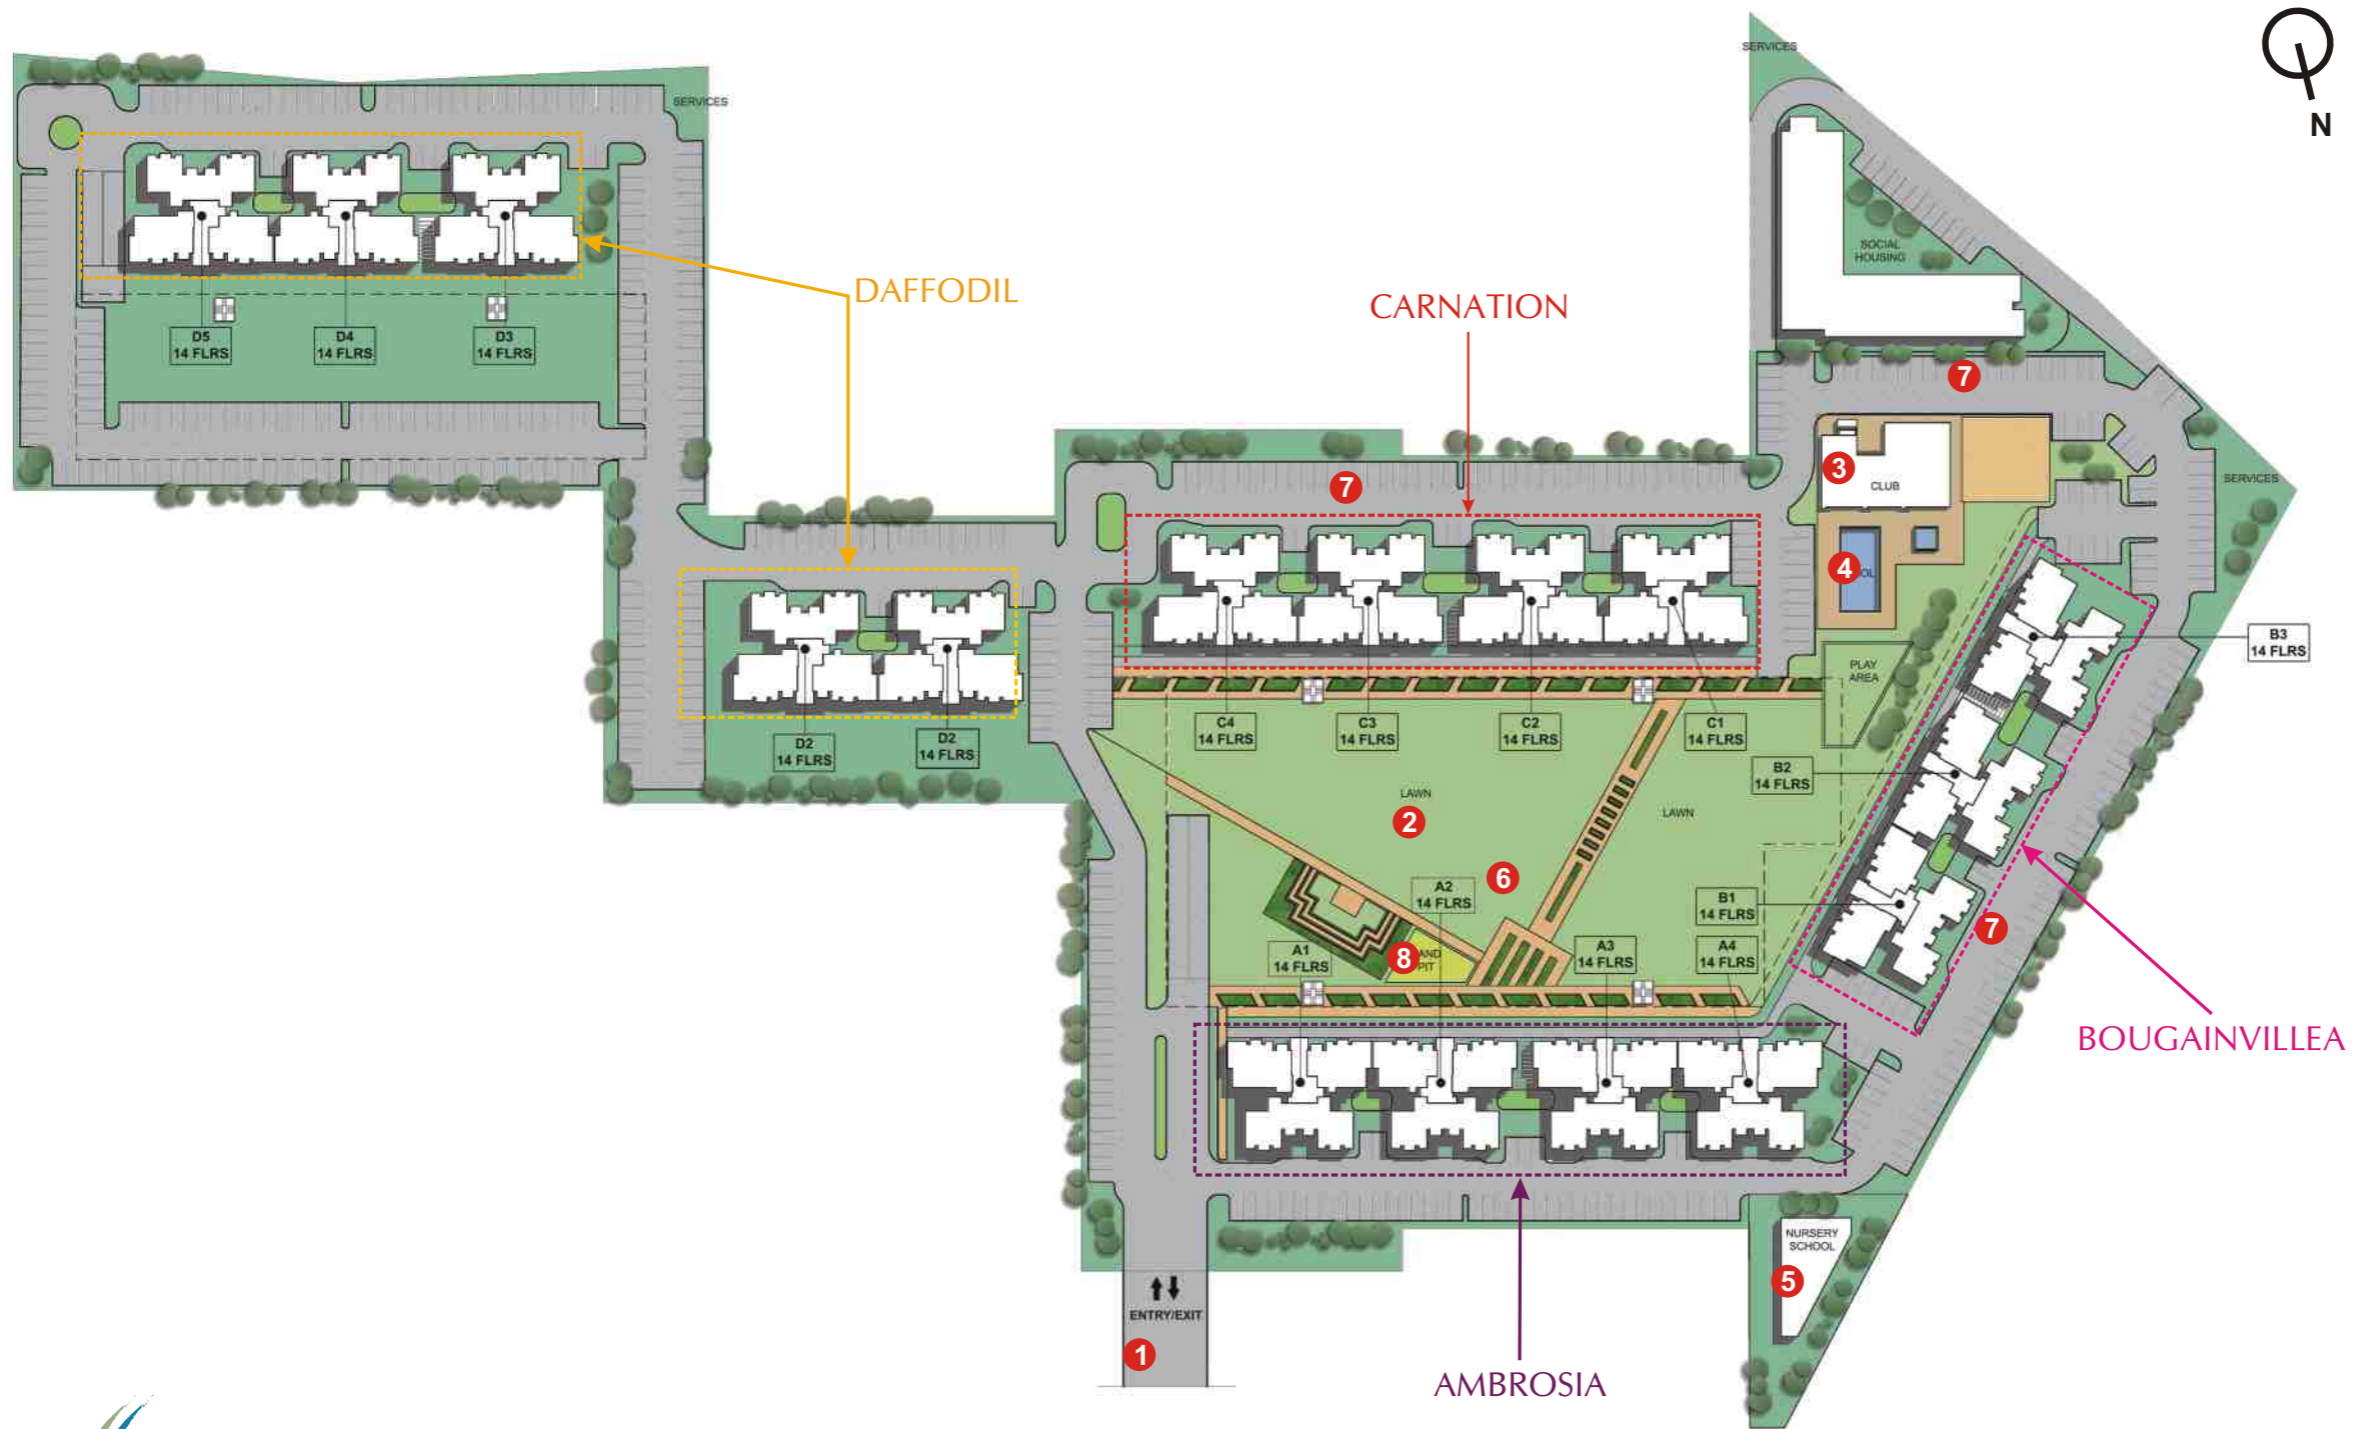 SERVICES
N
SERVICES
SOCIAL
HOUSING
DAFFODIL
CARNATION
D5
14 FLRS
D4
14 FLRS
D3
14 FLRS
7
3
CLUB
SERVICES
7
4
OL
B3
14 FLRS
PLAY
AREA
C4
14 FLRS
C3
14 FLRS
C2
14 FLRS
C1
14 FLRS
D2
14 FLRS
D2
14 FLRS
B2
14 FLRS
LAWN
2
LAWN
6
A2
14 FLRS
B1
14 FLRS
7
A1
14 FLRS
8
AND
PIT
A3
14 FLRS
A4
14 FLRS
BOUGAINVILLEA
NURSERY
SCHOOL
5
ENTRY/EXIT
1
AMBROSIA